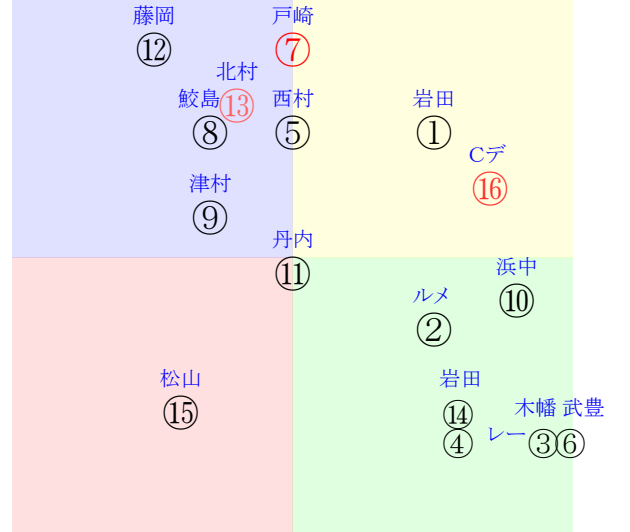 藤岡
⑫
戸崎
⑦
北村
⑬
鮫島
⑧
西村
⑤
岩田
①
Cデ
⑯
津村
⑨
丹内
⑪
浜中
⑩
ルメ
②
松山
⑮
岩田
⑭
④
レー
木幡
③
武豊
⑥